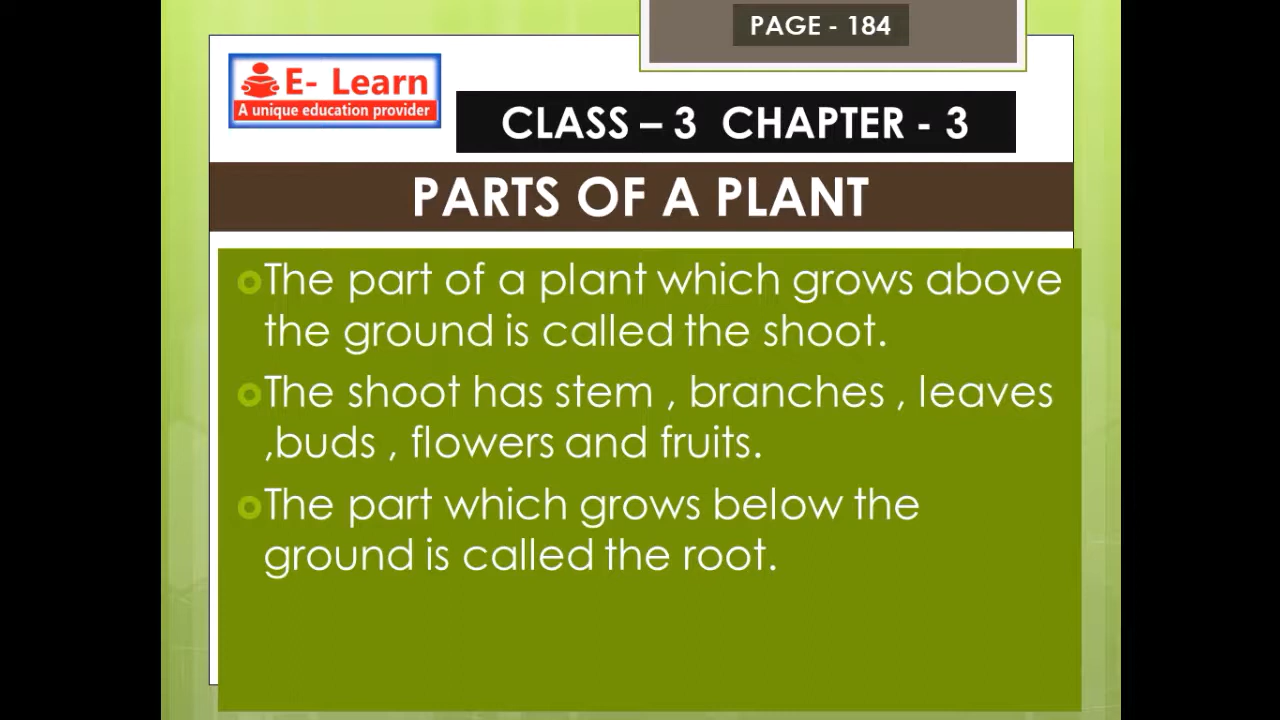 PAGE - 184
E- Learn
A unique education provider
CLASS – 3 CHAPTER - 3
PARTS OF A PLANT
The part of a plant which grows above
the ground is called the shoot.
The shoot has stem , branches , leaves
,buds , flowers and fruits.
The part which grows below the
ground is called the root.